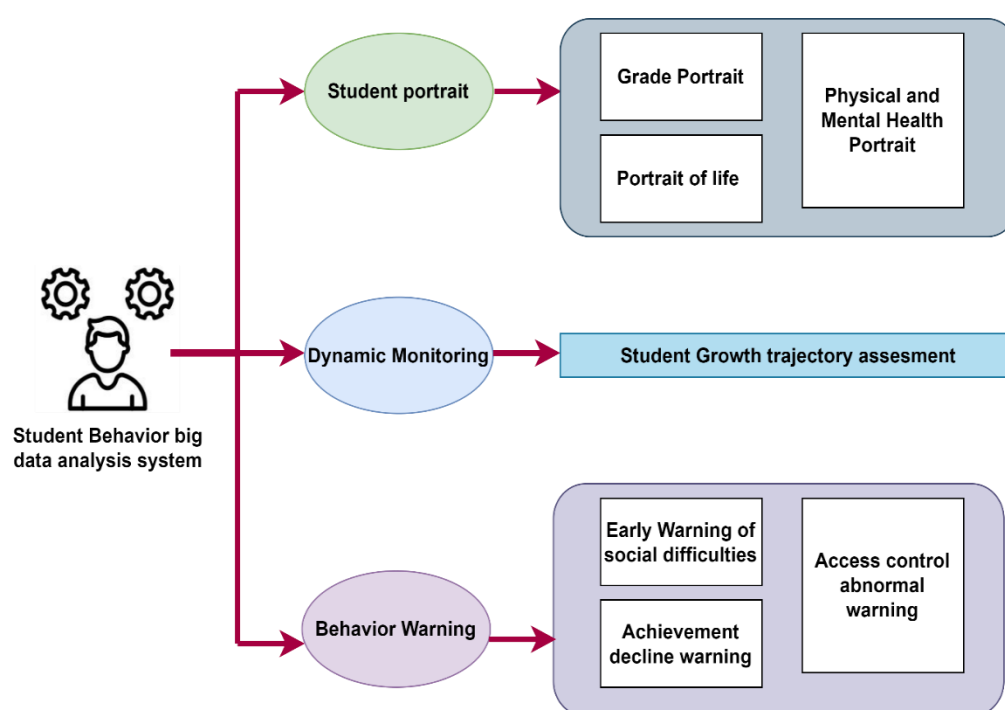 Student Behavior big
data analysis system
Student portrait
Grade Portrait
Portrait of life
Physical and
Mental Health
Portrait
Dynamic Monitoring
Student Growth trajectory assesment
Behavior Warning
Early Warning of
social difficulties
Achievement
decline warning
Access control
abnormal
warning